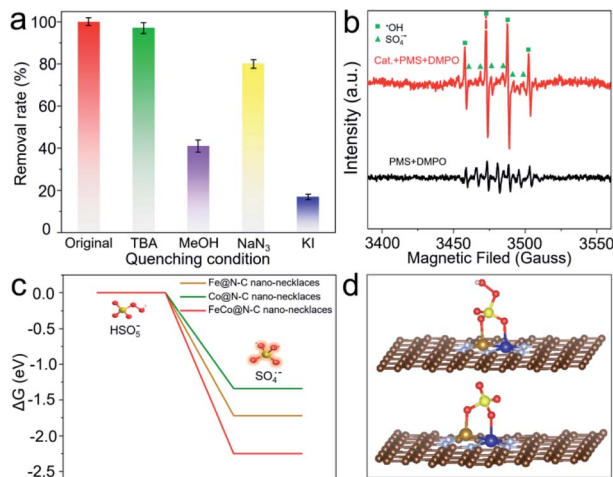 a
Removal rate (%)
100
80
60
40
20
0
Original TBA MeOH NaN₃ KI
Quenching condition
b
Intensity (a.u.)
•OH
SO₄•⁻
Cat.+PMS+DMPO
PMS+DMPO
3400 3450 3500 3550
Magnetic Filed (Gauss)
c
ΔG (eV)
0.0
-0.5
-1.0
-1.5
-2.0
-2.5
Fe@N-C nano-necklaces
Co@N-C nano-necklaces
FeCo@N-C nano-necklaces
HSO₅⁻
SO₄•⁻
d